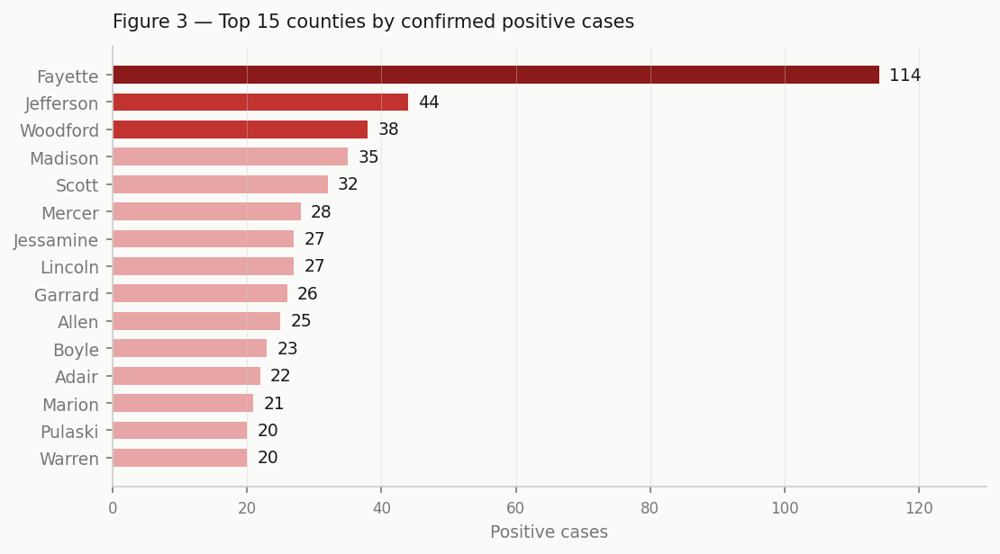 Figure 3 — Top 15 counties by confirmed positive cases
Fayette 114
Jefferson 44
Woodford 38
Madison 35
Scott 32
Mercer 28
Jessamine 27
Lincoln 27
Garrard 26
Allen 25
Boyle 23
Adair 22
Marion 21
Pulaski 20
Warren 20
0 20 40 60 80 100 120
Positive cases